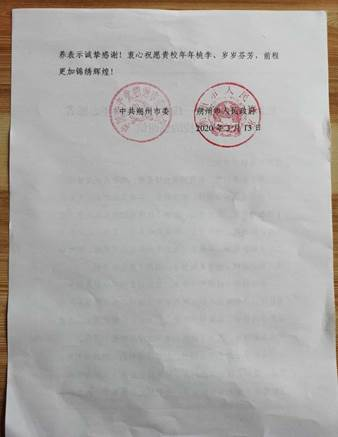 养表示诚挚感谢！衷心祝愿贵校年年桃李、岁岁芬芳，前程
更加锦绣辉煌！
中共朔州市委 朔州市人民政府
2020年2月13日